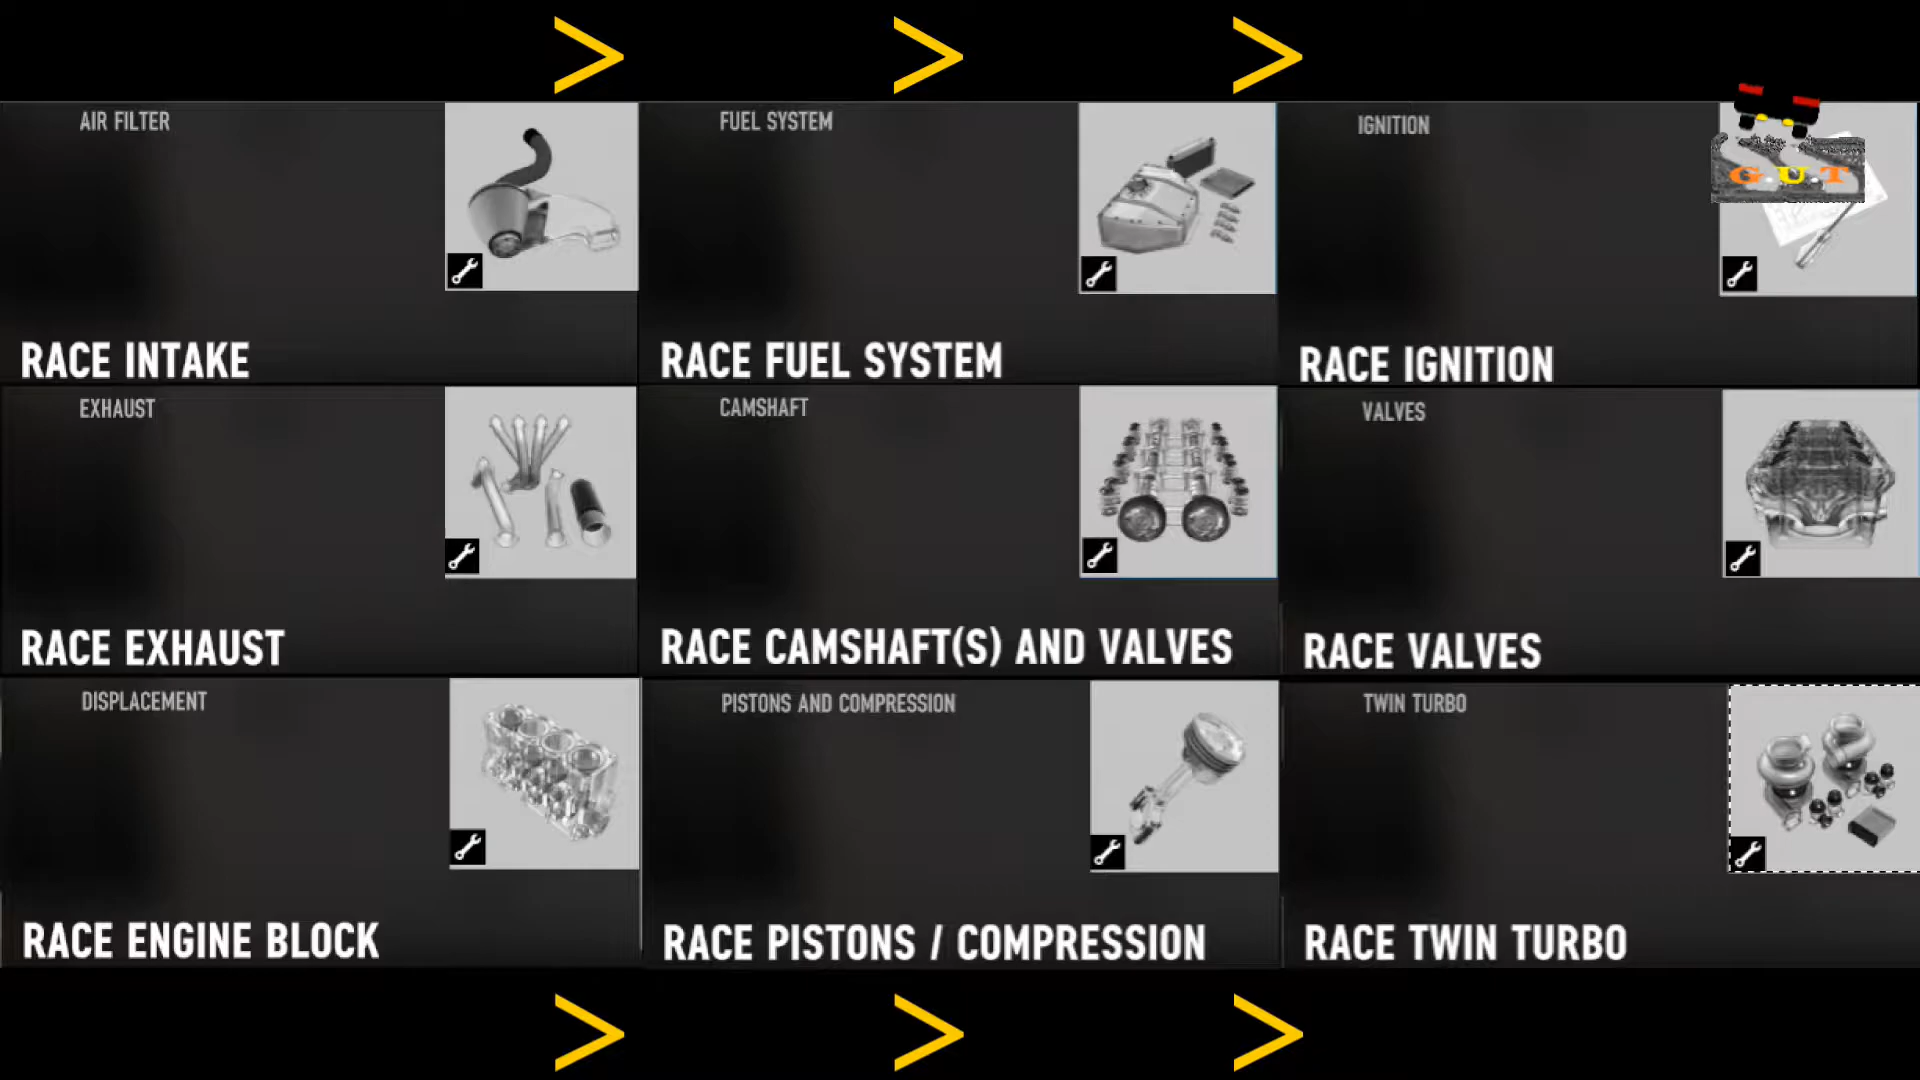 AIR FILTER
RACE INTAKE
FUEL SYSTEM
RACE FUEL SYSTEM
IGNITION
G.U.T
RACE IGNITION
EXHAUST
RACE EXHAUST
CAMSHAFT
RACE CAMSHAFT(S) AND VALVES
VALVES
RACE VALVES
DISPLACEMENT
RACE ENGINE BLOCK
PISTONS AND COMPRESSION
RACE PISTONS / COMPRESSION
TWIN TURBO
RACE TWIN TURBO